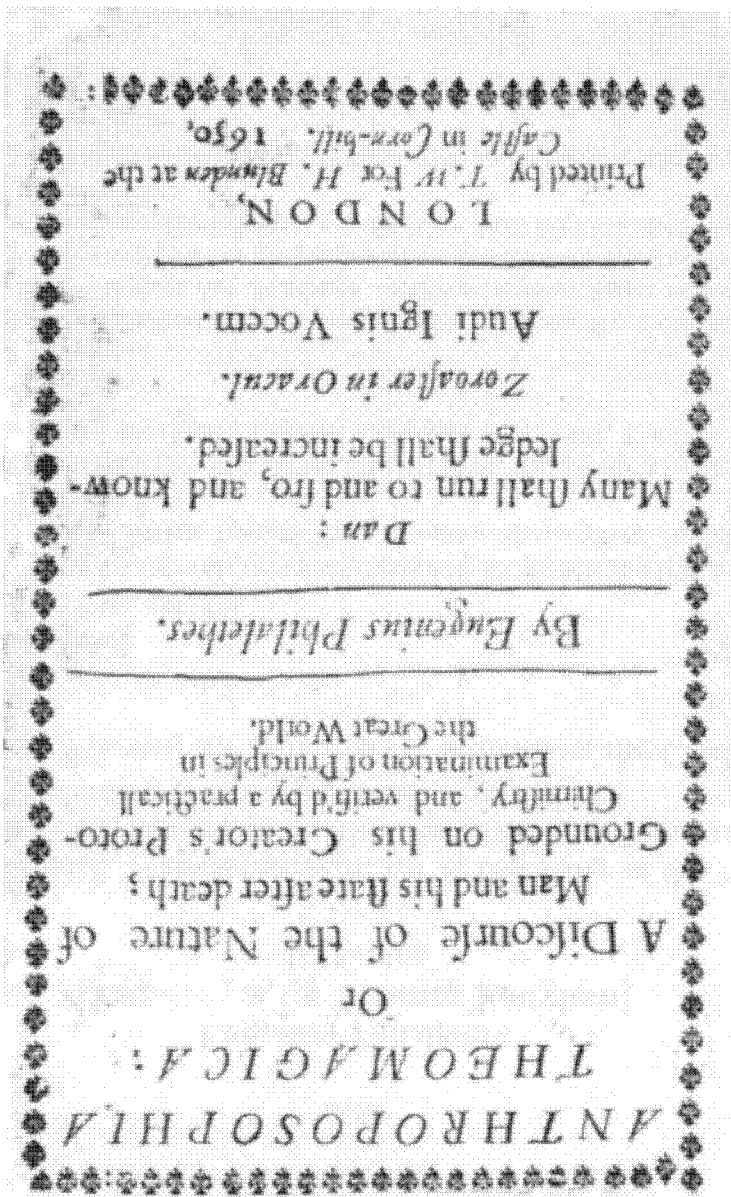 ANTHROPOSOPHIA
THEOMAGICA:
Or
A Diſcourſe of the Nature of
Man and his ſtate after death;
Grounded on his Creator's Proto-
Chimiſtry, and verifi'd by a practicall
Examination of Principles in
the Great World.
By Eugenius Philalethes.
Dan:
Many ſhall run to and fro, and know-
ledge ſhall be increaſed.
Zoroaſter in Oracul.
Audi Ignis Vocem.
LONDON,
Printed by T.W For H. Blunden at the
Caſtle in Corn-hill. 1650,